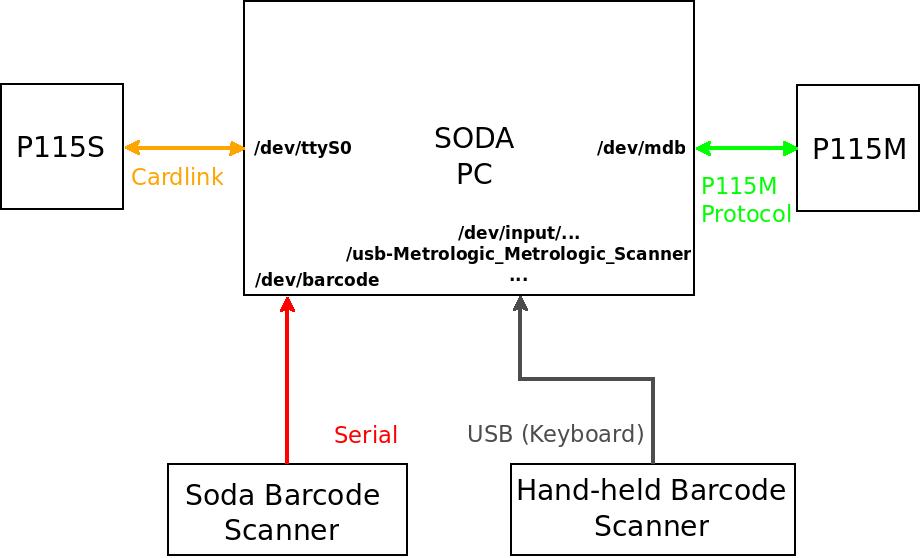 P115S
Cardlink
/dev/ttyS0
SODA
PC
/dev/mdb
P115M
P115M
Protocol
/dev/input/...
/usb-Metrologic_Metrologic_Scanner
...
/dev/barcode
Serial
USB (Keyboard)
Soda Barcode
Scanner
Hand-held Barcode
Scanner